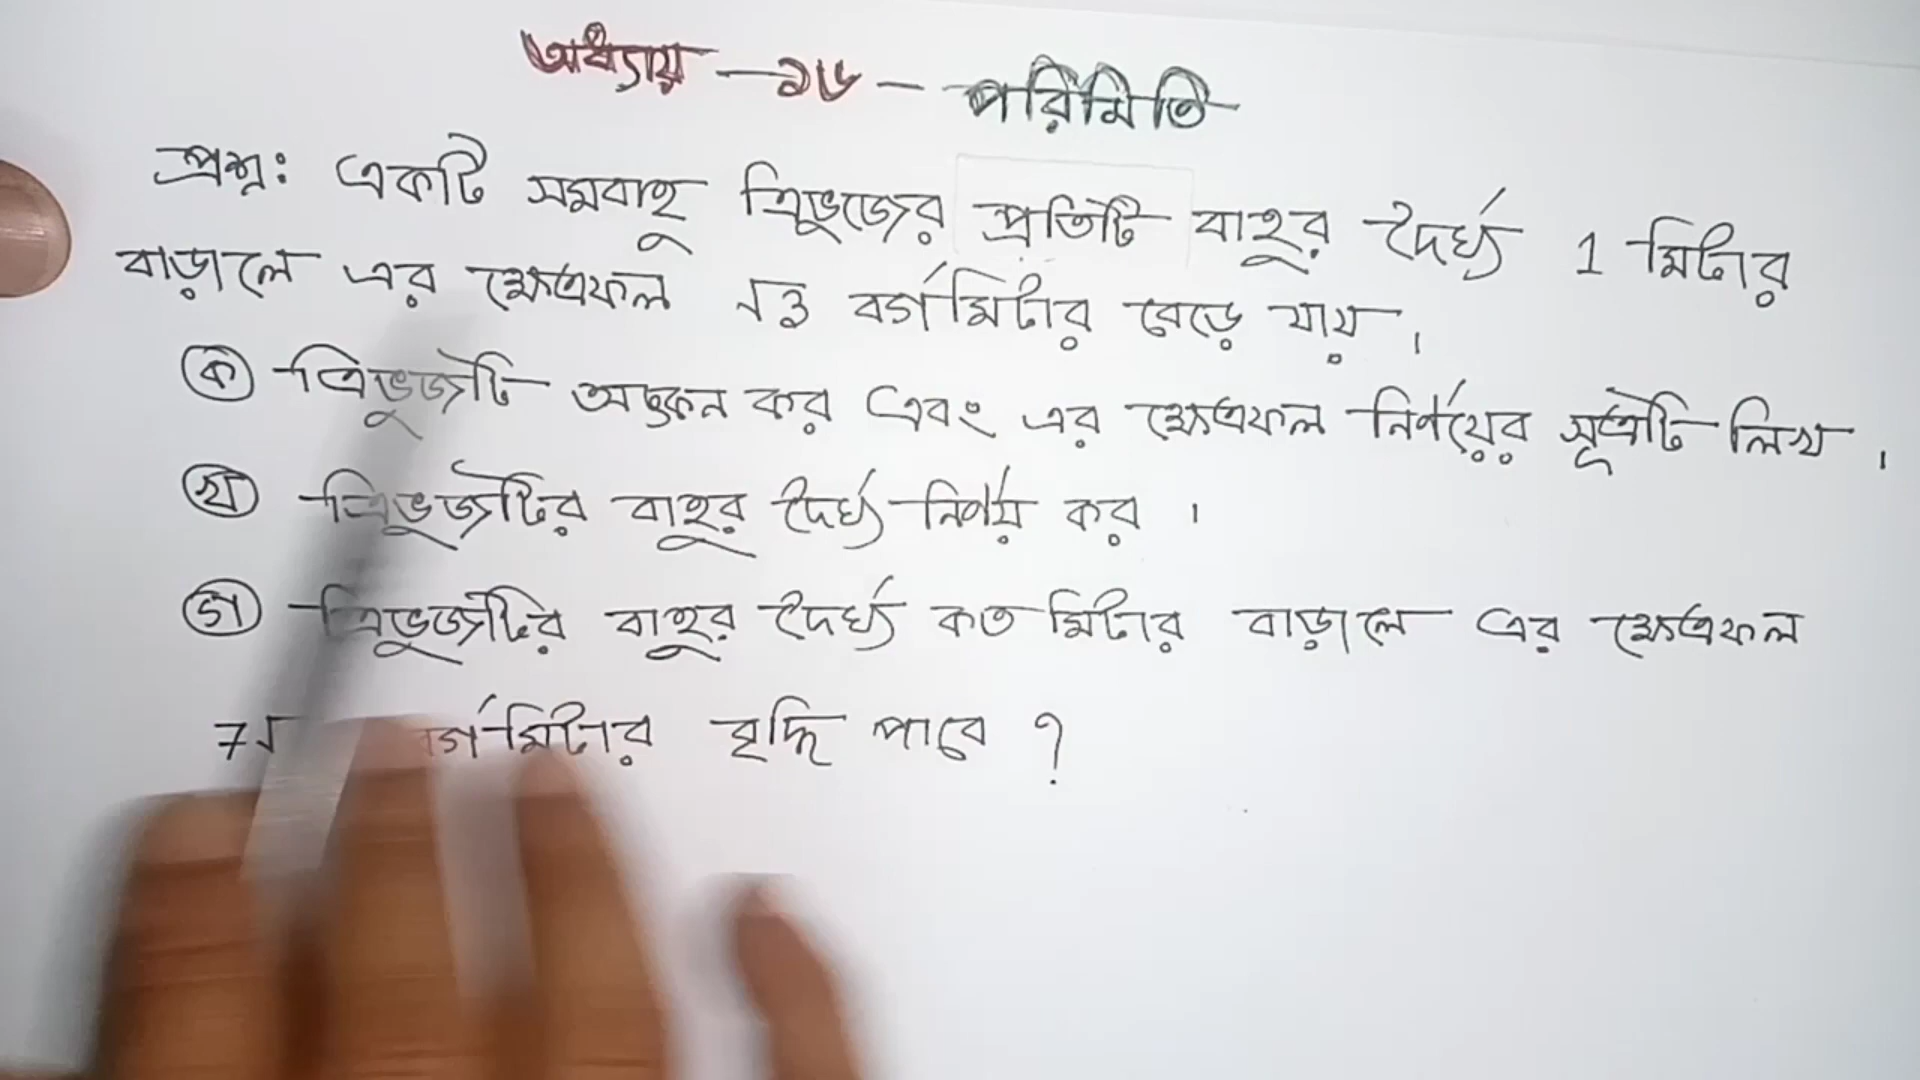 অধ্যায় - ১৬ - পরিমিতি
প্রশ্ন: একটি সমবাহু ত্রিভুজের প্রতিটি বাহুর দৈর্ঘ্য 1 মিটার
বাড়ালে এর ক্ষেত্রফল √3 বর্গমিটার বেড়ে যায়।
ক ত্রিভুজটি অঙ্কন কর এবং এর ক্ষেত্রফল নির্ণয়ের সূত্রটি লিখ।
খ ত্রিভুজটির বাহুর দৈর্ঘ্য নির্ণয় কর।
গ ত্রিভুজটির বাহুর দৈর্ঘ্য কত মিটার বাড়ালে এর ক্ষেত্রফল
7√ বর্গমিটার বৃদ্ধি পাবে?